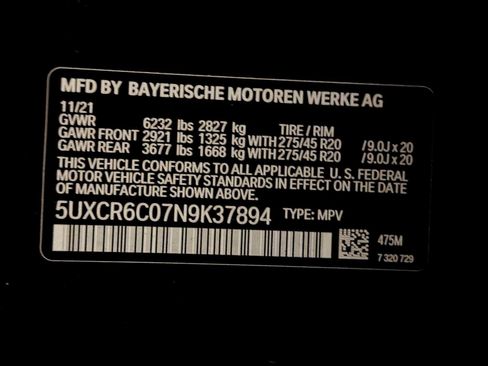 MFD BY BAYERISCHE MOTOREN WERKE AG
11/21
GVWR 6232 lbs 2827 kg TIRE / RIM
GAWR FRONT 2921 lbs 1325 kg WITH 275/45 R20 / 9.0J x 20
GAWR REAR 3677 lbs 1668 kg WITH 275/45 R20 / 9.0J x 20
THIS VEHICLE CONFORMS TO ALL APPLICABLE U.S. FEDERAL
MOTOR VEHICLE SAFETY STANDARDS IN EFFECT ON THE DATE
OF MANUFACTURE SHOWN ABOVE.
5UXCR6C07N9K37894 TYPE: MPV
475M
7 320 729